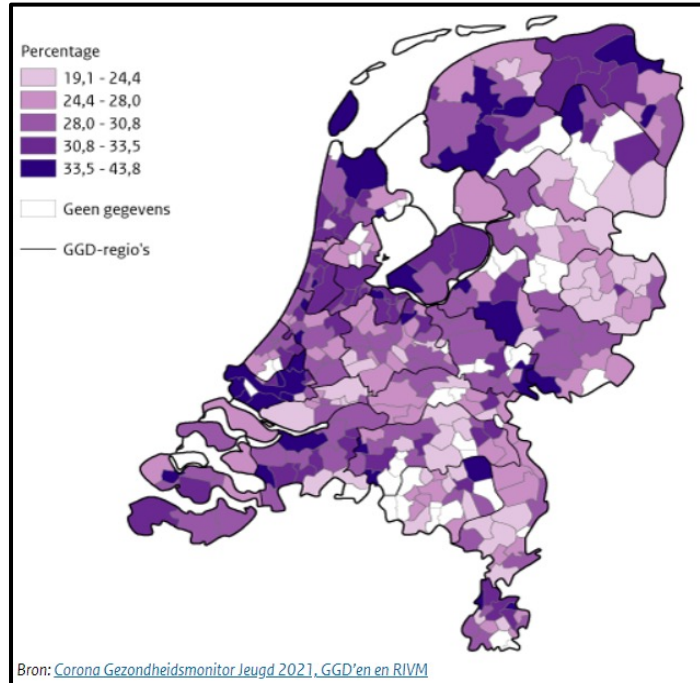 Percentage
19,1 - 24,4
24,4 - 28,0
28,0 - 30,8
30,8 - 33,5
33,5 - 43,8
Geen gegevens
GGD-regio's
Bron: Corona Gezondheidsmonitor Jeugd 2021, GGD'en en RIVM